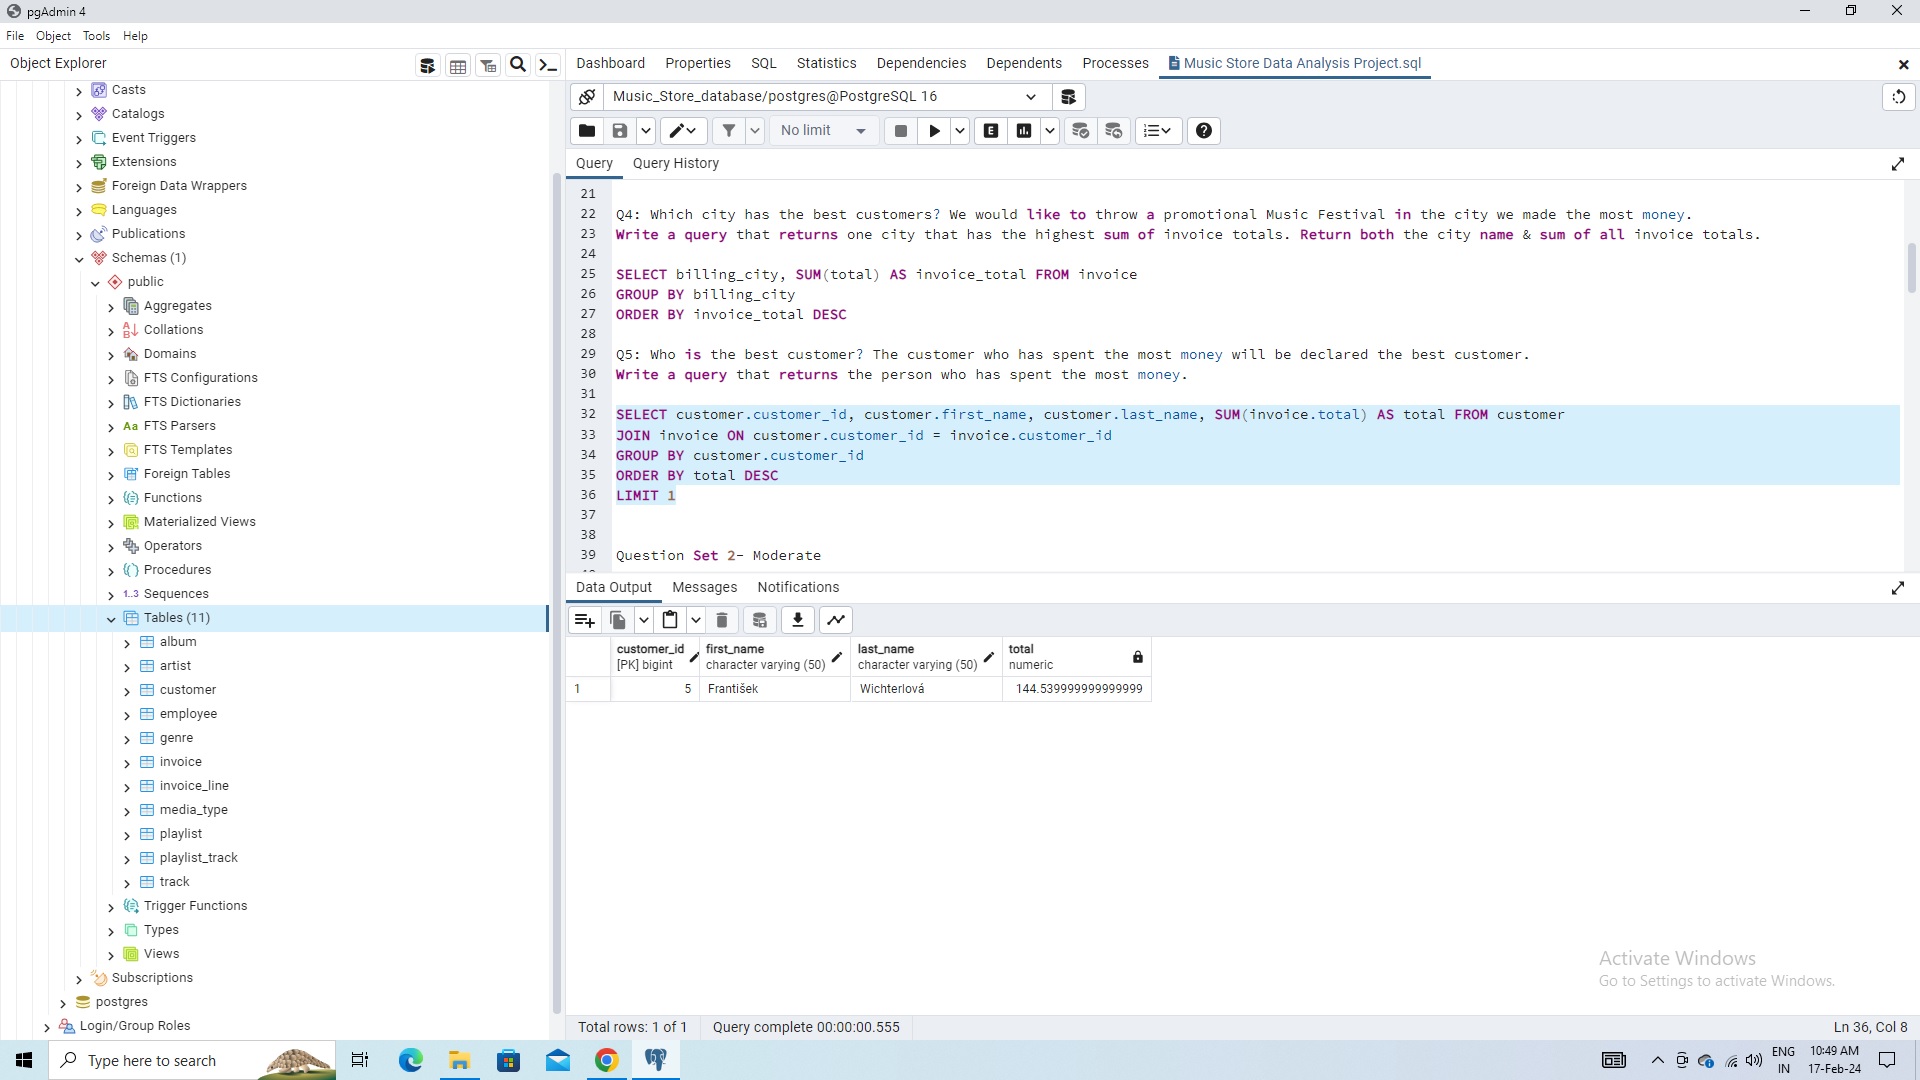 pgAdmin 4
File Object Tools Help
Object Explorer
Dashboard Properties SQL Statistics Dependencies Dependents Processes Music Store Data Analysis Project.sql
Casts
Catalogs
Event Triggers
Extensions
Foreign Data Wrappers
Languages
Publications
Schemas (1)
public
Aggregates
Collations
Domains
FTS Configurations
FTS Dictionaries
Aa FTS Parsers
FTS Templates
Foreign Tables
Functions
Materialized Views
Operators
Procedures
1..3 Sequences
Tables (11)
album
artist
customer
employee
genre
invoice
invoice_line
media_type
playlist
playlist_track
track
Trigger Functions
Types
Views
Subscriptions
postgres
Login/Group Roles
Music_Store_database/postgres@PostgreSQL 16
No limit
E
Query Query History
21
22 Q4: Which city has the best customers? We would like to throw a promotional Music Festival in the city we made the most money.
23 Write a query that returns one city that has the highest sum of invoice totals. Return both the city name & sum of all invoice totals.
24
25 SELECT billing_city, SUM(total) AS invoice_total FROM invoice
26 GROUP BY billing_city
27 ORDER BY invoice_total DESC
28
29 Q5: Who is the best customer? The customer who has spent the most money will be declared the best customer.
30 Write a query that returns the person who has spent the most money.
31
32 SELECT customer.customer_id, customer.first_name, customer.last_name, SUM(invoice.total) AS total FROM customer
33 JOIN invoice ON customer.customer_id = invoice.customer_id
34 GROUP BY customer.customer_id
35 ORDER BY total DESC
36 LIMIT 1
37
38
39 Question Set 2- Moderate
Data Output Messages Notifications
customer_id first_name last_name total
[PK] bigint character varying (50) character varying (50) numeric
1 5 František Wichterlová 144.539999999999999
Activate Windows
Go to Settings to activate Windows.
Total rows: 1 of 1 Query complete 00:00:00.555 Ln 36, Col 8
Type here to search
ENG 10:49 AM
IN 17-Feb-24